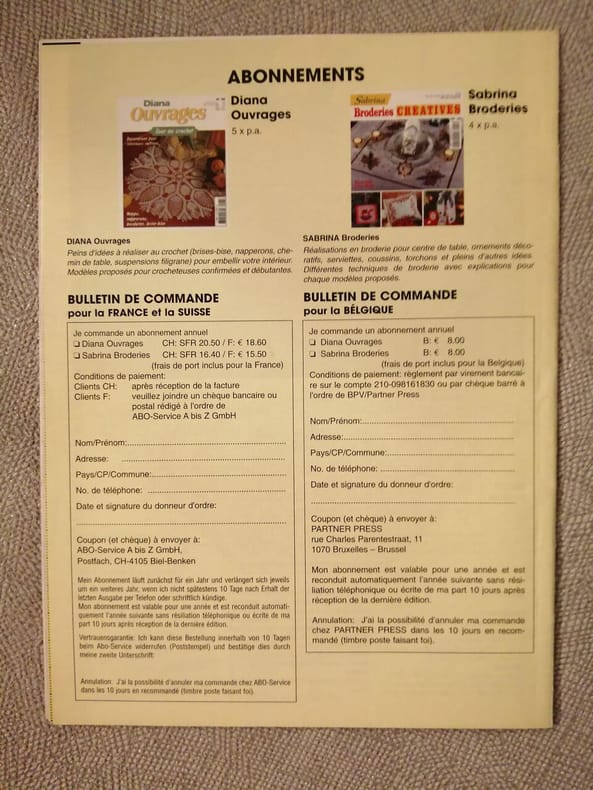 ABONNEMENTS
Diana
Ouvrages
Tout au crochet
Diana
Ouvrages
5 x p.a.
Sabrina
Broderies CREATIVES
Sabrina
Broderies
4 x p.a.
DIANA Ouvrages
Peins d'idées à réaliser au crochet (brises-bise, napperons, che-
min de table, suspensions filigrane) pour embellir votre intérieur.
Modèles proposés pour crocheteuses confirmées et débutantes.
SABRINA Broderies
Réalisations en broderie pour centre de table, ornements déco-
ratifs, serviettes, coussins, torchons et pleins d'autres idées.
Différentes techniques de broderie avec explications pour
chaque modèles proposés.
BULLETIN DE COMMANDE
pour la FRANCE et la SUISSE
Je commande un abonnement annuel
❏ Diana Ouvrages CH: SFR 20.50 / F: € 18.60
❏ Sabrina Broderies CH: SFR 16.40 / F: € 15.50
(frais de port inclus pour la France)
Conditions de paiement:
Clients CH: après réception de la facture
Clients F: veuillez joindre un chèque bancaire ou
postal rédigé à l'ordre de
ABO-Service A bis Z GmbH
Nom/Prénom:
Adresse:
Pays/CP/Commune:
No. de téléphone:
Date et signature du donneur d'ordre:
Coupon (et chèque) à envoyer à:
ABO-Service A bis Z GmbH,
Postfach, CH-4105 Biel-Benken
Mein Abonnement läuft zunächst für ein Jahr und verlängert sich jeweils
um ein weiteres Jahr, wenn ich nicht spätestens 10 Tage nach Erhalt der
letzten Ausgabe per Telefon oder schriftlich kündige.
Mon abonnement est valable pour une année et est reconduit automati-
quement l'année suivante sans résiliation téléphonique ou écrite de ma
part 10 jours après réception de la dernière édition.
Vertrauensgarantie: Ich kann diese Bestellung innerhalb von 10 Tagen
beim Abo-Service widerrufen (Poststempel) und bestätige dies durch
meine zweite Unterschrift:
Annulation: J'ai la possibilité d'annuler ma commande chez ABO-Service
dans les 10 jours en recommandé (timbre poste faisant foi).
BULLETIN DE COMMANDE
pour la BÉLGIQUE
Je commande un abonnement annuel
❏ Diana Ouvrages B: € 8.00
❏ Sabrina Broderies B: € 8.00
(frais de port inclus pour la Belgique)
Conditions de paiement: règlement par virement bancai-
re sur le compte 210-098161830 ou par chèque barré à
l'ordre de BPV/Partner Press
Nom/Prénom:
Adresse:
Pays/CP/Commune:
No. de téléphone:
Date et signature du donneur d'ordre:
Coupon (et chèque) à envoyer à:
PARTNER PRESS
rue Charles Parentestraat, 11
1070 Bruxelles – Brussel
Mon abonnement est valable pour une année et est
reconduit automatiquement l'année suivante sans rési-
liation téléphonique ou écrite de ma part 10 jours après
réception de la dernière édition.
Annulation: J'ai la possibilité d'annuler ma commande
chez PARTNER PRESS dans les 10 jours en recom-
mandé (timbre poste faisant foi).